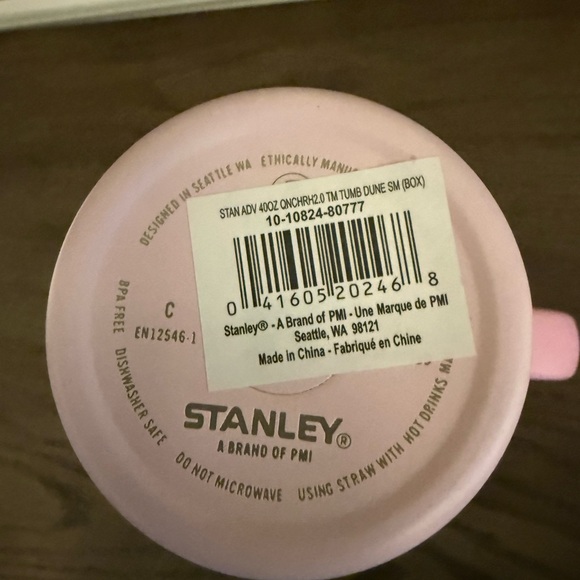 STAN ADV 40OZ QNCHRH2.0 TM TUMB DUNE SM (BOX)
10-10824-80777
0 41605 20246 8
Stanley® - A Brand of PMI - Une Marque de PMI
Seattle, WA 98121
Made in China - Fabriqué en Chine
DESIGNED IN SEATTLE WA ETHICALLY
C
EN12546-1
STANLEY®
A BRAND OF PMI
BPA FREE DISHWASHER SAFE DO NOT MICROWAVE USING STRAW WITH HOT DRINKS